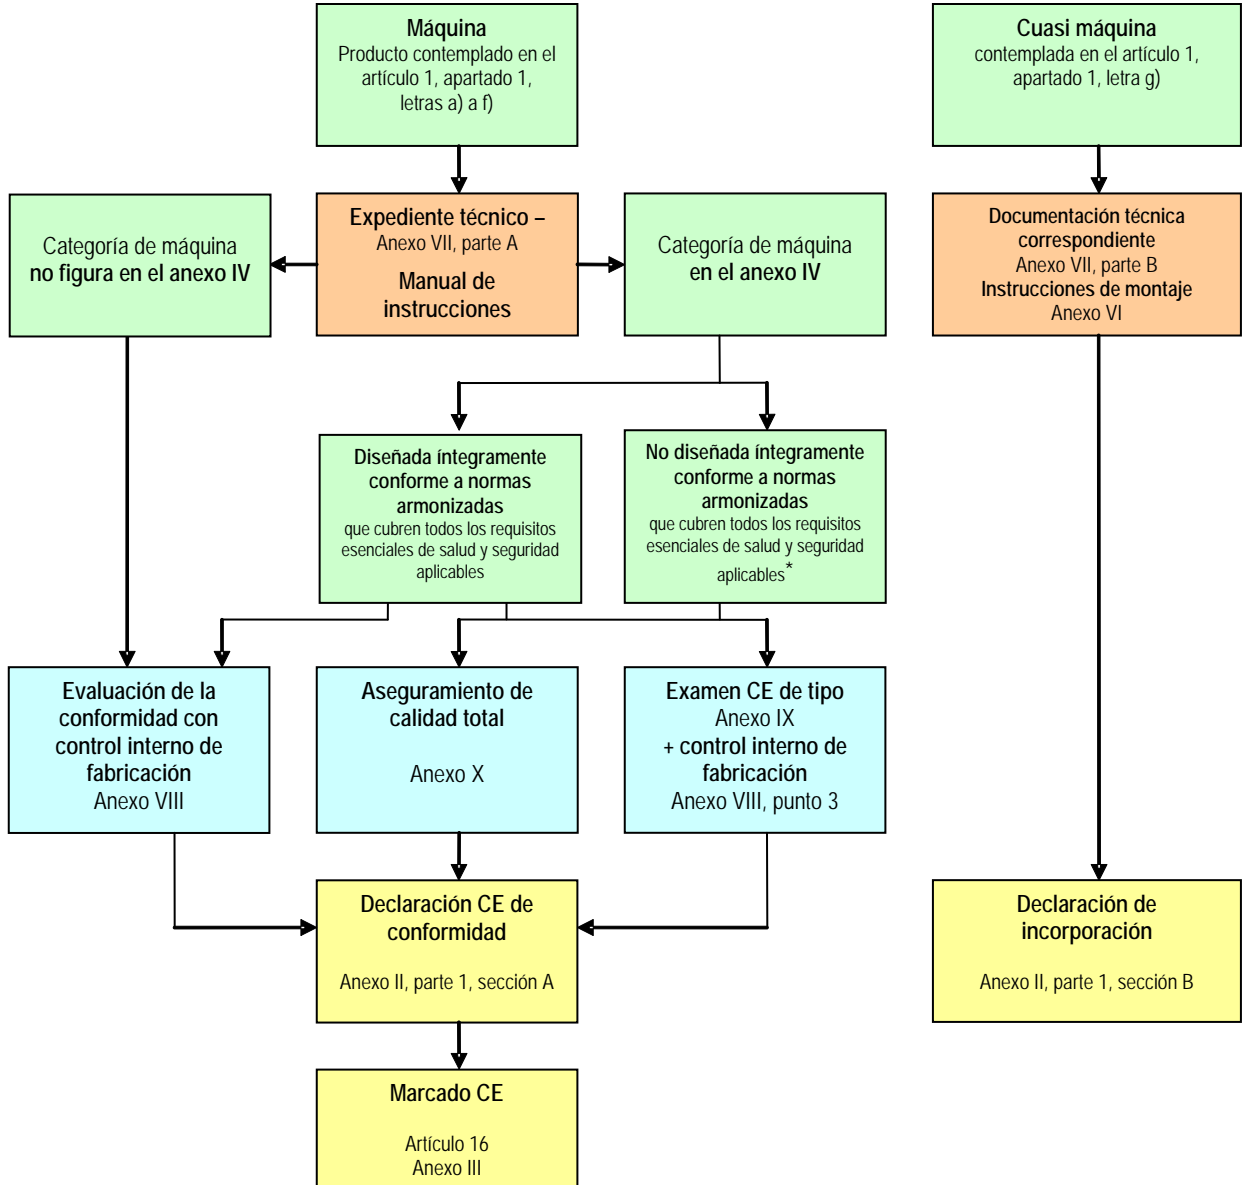 Máquina
Producto contemplado en el
artículo 1, apartado 1,
letras a) a f)
Cuasi máquina
contemplada en el artículo 1,
apartado 1, letra g)
Categoría de máquina
no figura en el anexo IV
Expediente técnico –
Anexo VII, parte A
Manual de
instrucciones
Categoría de máquina
en el anexo IV
Documentación técnica
correspondiente
Anexo VII, parte B
Instrucciones de montaje
Anexo VI
Diseñada íntegramente
conforme a normas
armonizadas
que cubren todos los requisitos
esenciales de salud y seguridad
aplicables
No diseñada íntegramente
conforme a normas
armonizadas
que cubren todos los requisitos
esenciales de salud y seguridad
aplicables*
Evaluación de la
conformidad con
control interno de
fabricación
Anexo VIII
Aseguramiento de
calidad total
Anexo X
Examen CE de tipo
Anexo IX
+ control interno de
fabricación
Anexo VIII, punto 3
Declaración CE de
conformidad
Anexo II, parte 1, sección A
Declaración de
incorporación
Anexo II, parte 1, sección B
Marcado CE
Artículo 16
Anexo III